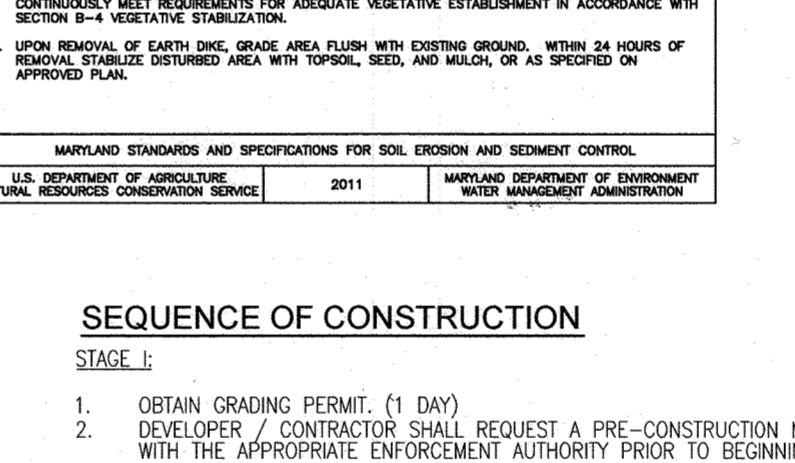 CONTINUOUSLY MEET REQUIREMENTS FOR ADEQUATE VEGETATIVE ESTABLISHMENT IN ACCORDANCE WITH
SECTION B-4 VEGETATIVE STABILIZATION.
UPON REMOVAL OF EARTH DIKE, GRADE AREA FLUSH WITH EXISTING GROUND. WITHIN 24 HOURS OF
REMOVAL STABILIZE DISTURBED AREA WITH TOPSOIL, SEED, AND MULCH, OR AS SPECIFIED ON
APPROVED PLAN.
MARYLAND STANDARDS AND SPECIFICATIONS FOR SOIL EROSION AND SEDIMENT CONTROL
U.S. DEPARTMENT OF AGRICULTURE
URAL RESOURCES CONSERVATION SERVICE
2011
MARYLAND DEPARTMENT OF ENVIRONMENT
WATER MANAGEMENT ADMINISTRATION
SEQUENCE OF CONSTRUCTION
STAGE I:
1. OBTAIN GRADING PERMIT. (1 DAY)
2. DEVELOPER / CONTRACTOR SHALL REQUEST A PRE-CONSTRUCTION
WITH THE APPROPRIATE ENFORCEMENT AUTHORITY PRIOR TO BEGINNI